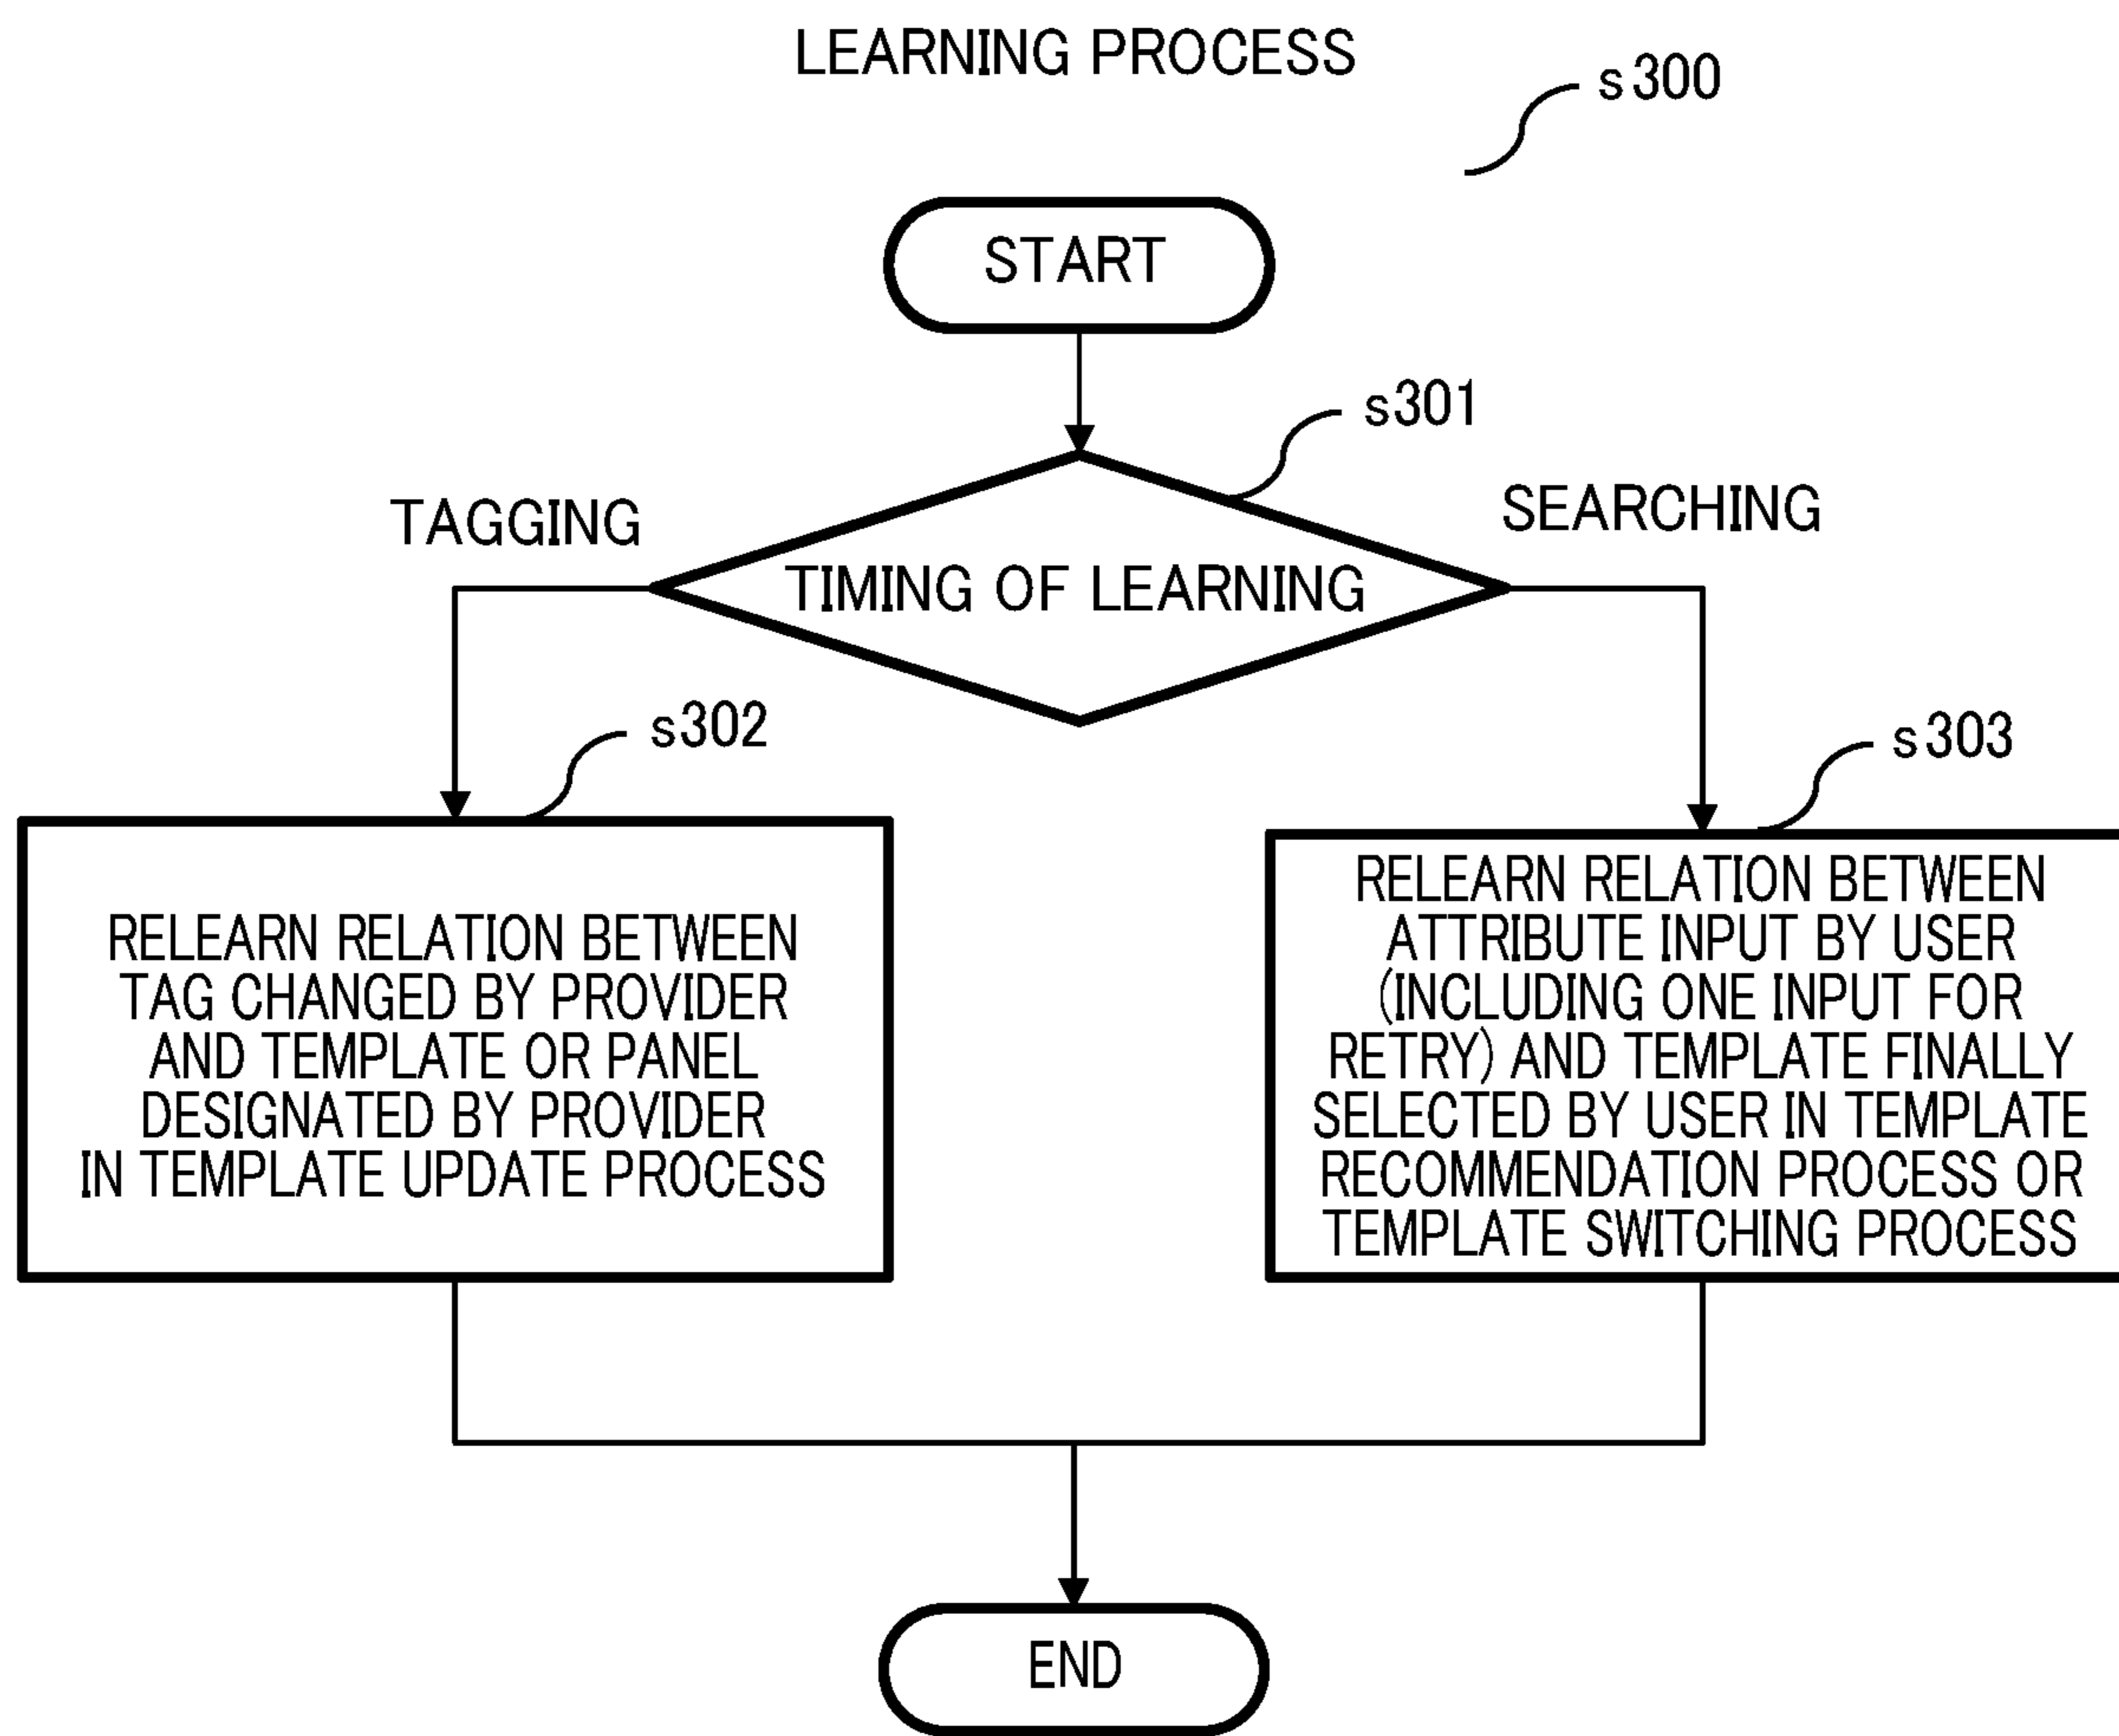 LEARNING PROCESS
s300
START
s301
TAGGING
SEARCHING
TIMING OF LEARNING
s302
s303
RELEARN RELATION BETWEEN
TAG CHANGED BY PROVIDER
AND TEMPLATE OR PANEL
DESIGNATED BY PROVIDER
IN TEMPLATE UPDATE PROCESS
RELEARN RELATION BETWEEN
ATTRIBUTE INPUT BY USER
(INCLUDING ONE INPUT FOR
RETRY) AND TEMPLATE FINALLY
SELECTED BY USER IN TEMPLATE
RECOMMENDATION PROCESS OR
TEMPLATE SWITCHING PROCESS
END